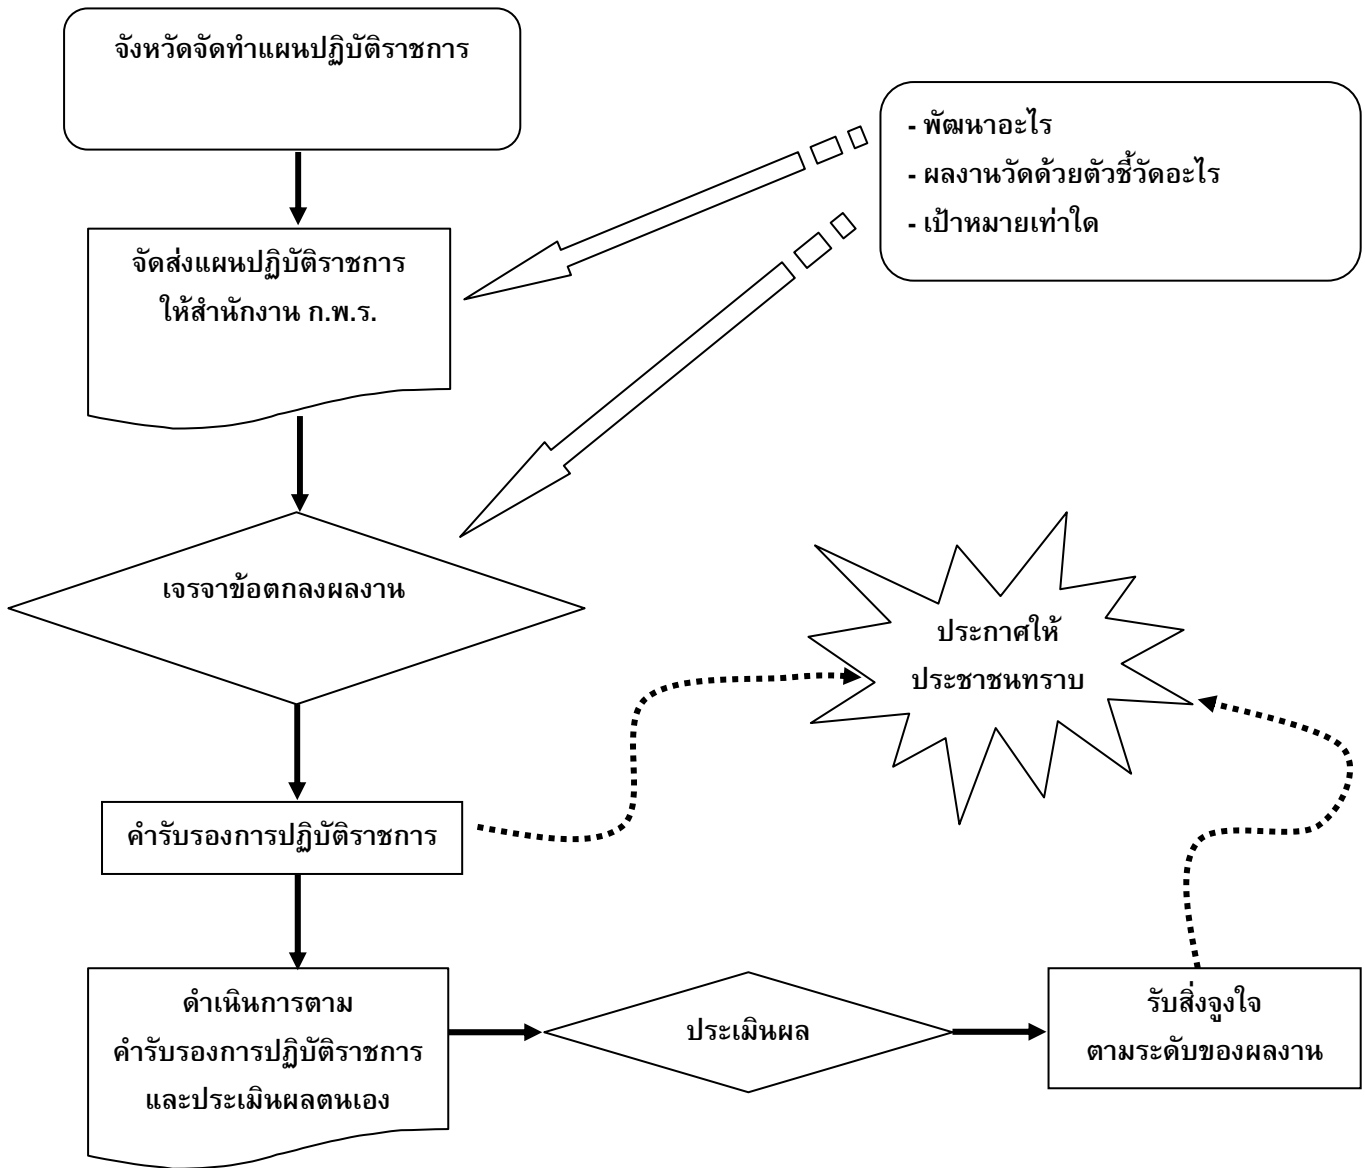 จังหวัดจัดทำแผนปฏิบัติราชการ
- พัฒนาอะไร
- ผลงานวัดด้วยตัวชี้วัดอะไร
- เป้าหมายเท่าใด
จัดส่งแผนปฏิบัติราชการ
ให้สำนักงาน ก.พ.ร.
เจรจาข้อตกลงผลงาน
ประกาศให้
ประชาชนทราบ
คำรับรองการปฏิบัติราชการ
ดำเนินการตาม
คำรับรองการปฏิบัติราชการ
และประเมินผลตนเอง
ประเมินผล
รับสิ่งจูงใจ
ตามระดับของผลงาน